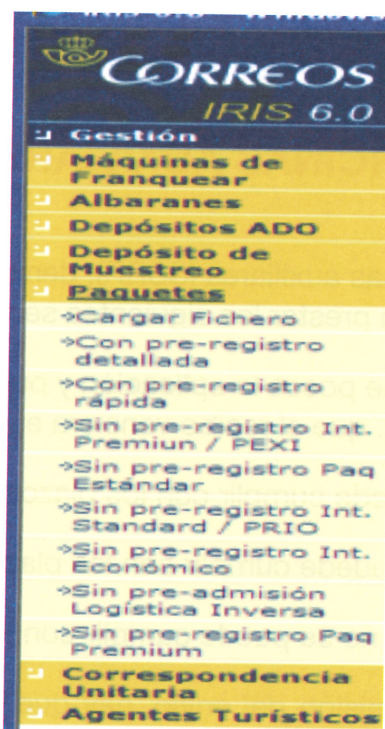 CORREOS
IRIS 6.0
Gestión
Máquinas de
Franquear
Albaranes
Depósitos ADO
Depósito de
Muestreo
Paquetes
Cargar Fichero
Con pre-registro
detallada
Con pre-registro
rápida
Sin pre-registro Int.
Premiun / PEXI
Sin pre-registro Paq
Estándar
Sin pre-registro Int.
Standard / PRIO
Sin pre-registro Int.
Económico
Sin pre-admisión
Logística Inversa
Sin pre-registro Paq
Premium
Correspondencia
Unitaria
Agentes Turísticos